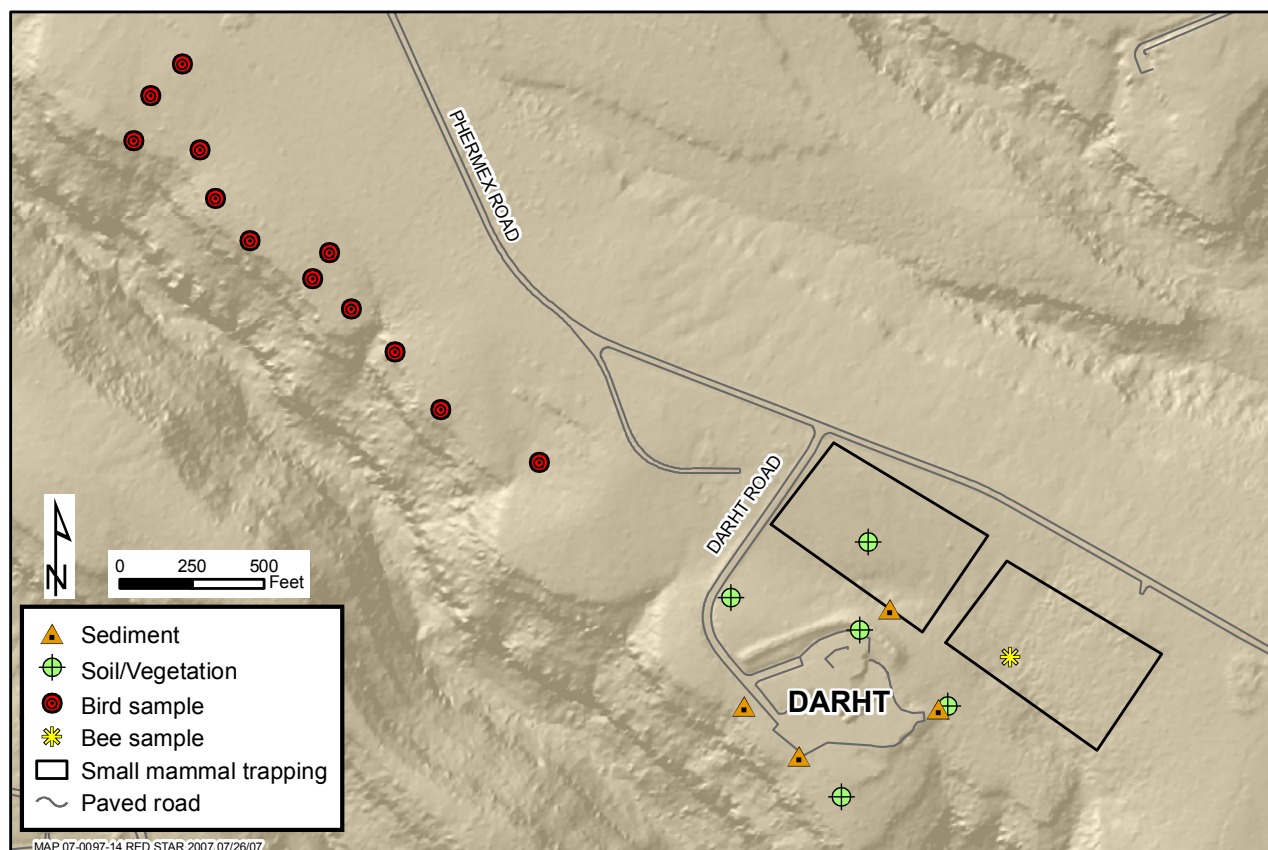 PHERMEX ROAD
DARHT ROAD
DARHT
N
0 250 500
Feet
Sediment
Soil/Vegetation
Bird sample
Bee sample
Small mammal trapping
Paved road
MAP 07-0097-14 RED STAR 2007 07/26/07